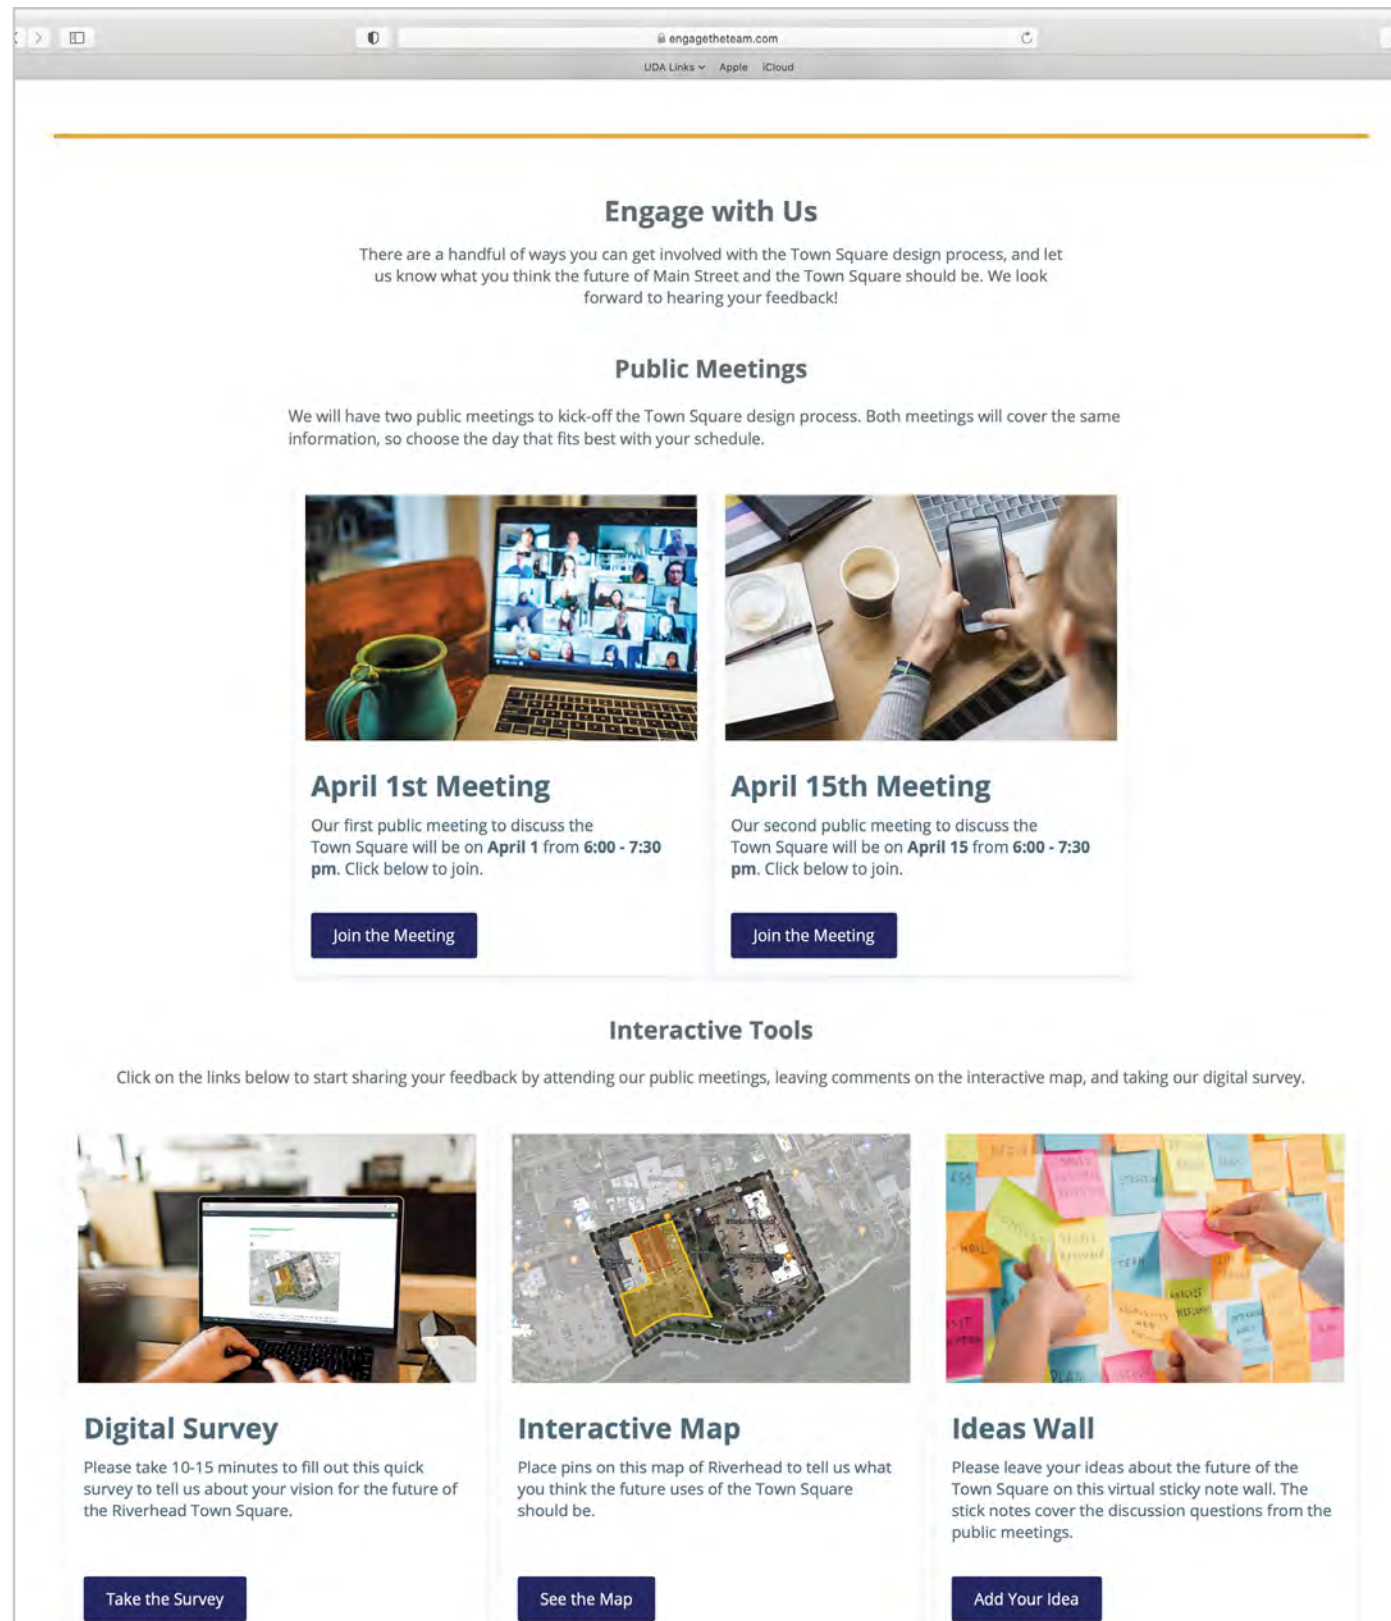 engagetheteam.com
UDA Links Apple iCloud
Engage with Us
There are a handful of ways you can get involved with the Town Square design process, and let
us know what you think the future of Main Street and the Town Square should be. We look
forward to hearing your feedback!
Public Meetings
We will have two public meetings to kick-off the Town Square design process. Both meetings will cover the same
information, so choose the day that fits best with your schedule.
April 1st Meeting
Our first public meeting to discuss the
Town Square will be on April 1 from 6:00 - 7:30
pm. Click below to join.
Join the Meeting
April 15th Meeting
Our second public meeting to discuss the
Town Square will be on April 15 from 6:00 - 7:30
pm. Click below to join.
Join the Meeting
Interactive Tools
Click on the links below to start sharing your feedback by attending our public meetings, leaving comments on the interactive map, and taking our digital survey.
Digital Survey
Please take 10-15 minutes to fill out this quick
survey to tell us about your vision for the future of
the Riverhead Town Square.
Take the Survey
Interactive Map
Place pins on this map of Riverhead to tell us what
you think the future uses of the Town Square
should be.
See the Map
TEAM
ANALYZE
PLAN
Ideas Wall
Please leave your ideas about the future of the
Town Square on this virtual sticky note wall. The
stick notes cover the discussion questions from the
public meetings.
Add Your Idea